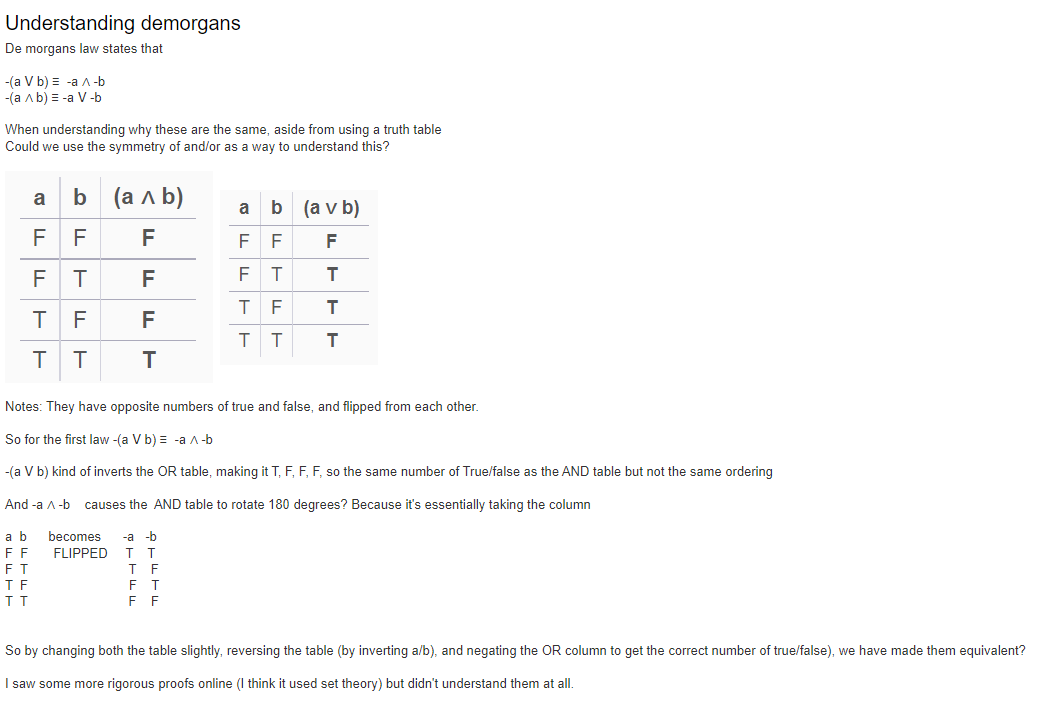 Understanding demorgans
De morgans law states that
-(a V b) ≡ -a ∧ -b
-(a ∧ b) ≡ -a V -b
When understanding why these are the same, aside from using a truth table
Could we use the symmetry of and/or as a way to understand this?
a b (a ∧ b)
F F F
F T F
T F F
T T T
a b (a ∨ b)
F F F
F T T
T F T
T T T
Notes: They have opposite numbers of true and false, and flipped from each other.
So for the first law -(a V b) ≡ -a ∧ -b
-(a V b) kind of inverts the OR table, making it T, F, F, F, so the same number of True/false as the AND table but not the same ordering
And -a ∧ -b causes the AND table to rotate 180 degrees? Because it's essentially taking the column
a b becomes -a -b
F F FLIPPED T T
F T T F
T F F T
T T F F
So by changing both the table slightly, reversing the table (by inverting a/b), and negating the OR column to get the correct number of true/false), we have made them equivalent?
I saw some more rigorous proofs online (I think it used set theory) but didn't understand them at all.